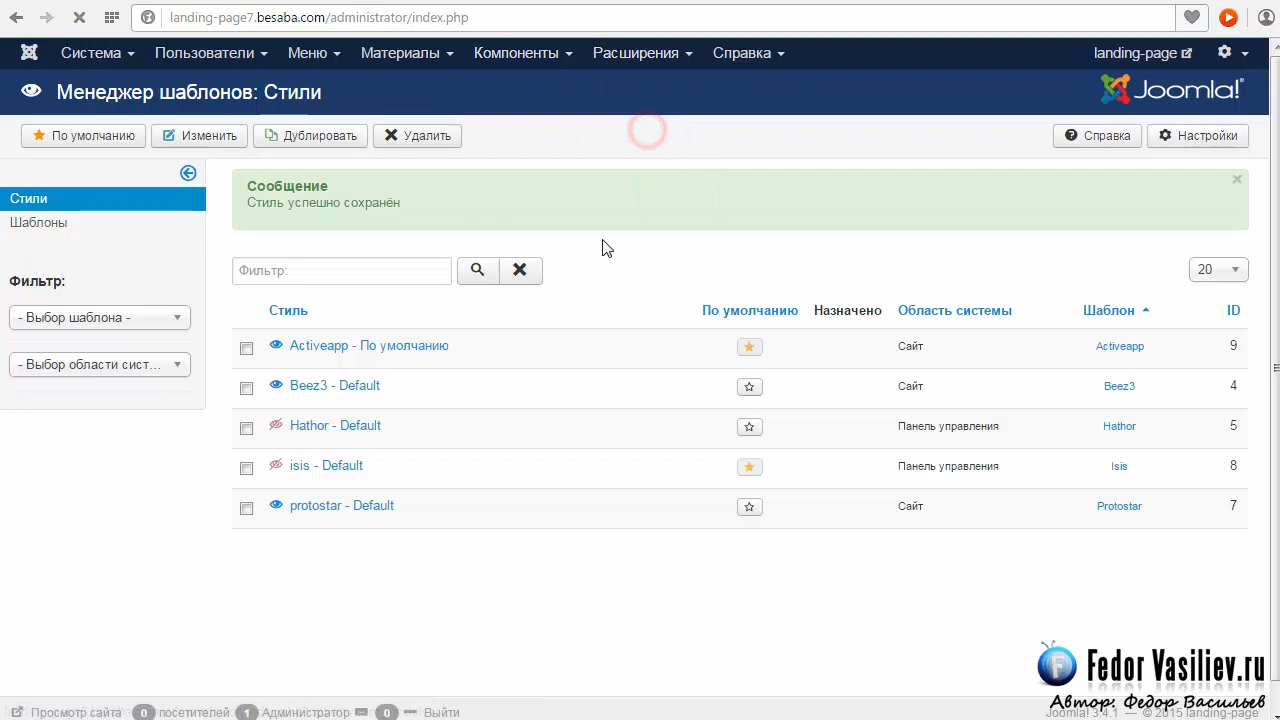 landing-page7.besaba.com/administrator/index.php
Система Пользователи Меню Материалы Компоненты Расширения Справка landing-page
Менеджер шаблонов: Стили
Joomla!
По умолчанию Изменить Дублировать Удалить Справка Настройки
Стили
Шаблоны
Фильтр:
- Выбор шаблона -
- Выбор области сист...
Сообщение
Стиль успешно сохранён
Фильтр:
20
Стиль По умолчанию Назначено Область системы Шаблон ID
Activeapp - По умолчанию Сайт Activeapp 9
Beez3 - Default Сайт Beez3 4
Hathor - Default Панель управления Hathor 5
isis - Default Панель управления Isis 8
protostar - Default Сайт Protostar 7
Fedor Vasiliev.ru
Автор: Федор Васильев
Просмотр сайта 0 посетителей 1 Администратор 0 Выйти Joomla! 3.4.1 — © 2015 landing-page